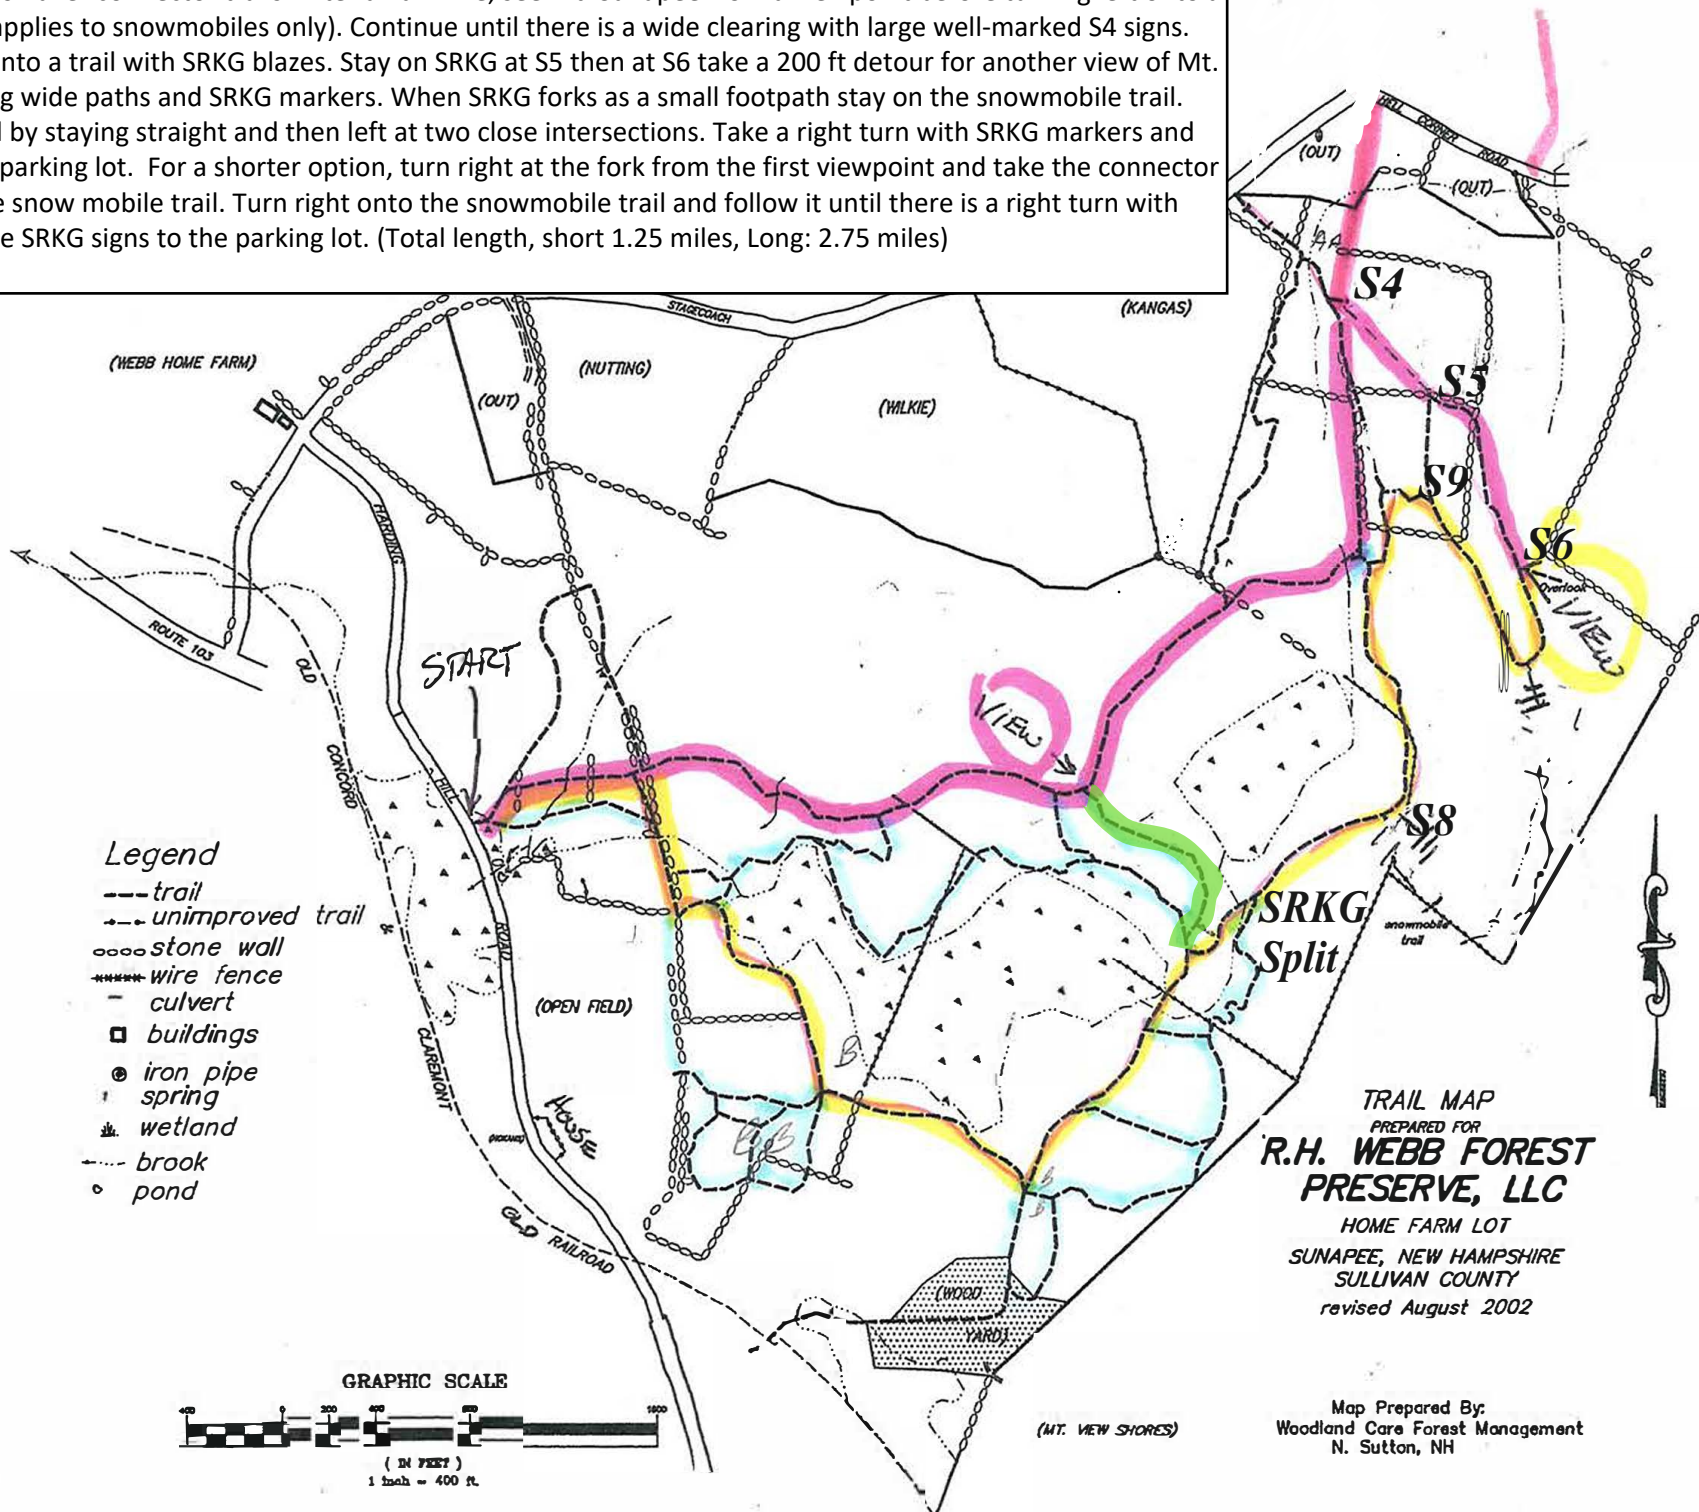 applies to snowmobiles only). Continue until there is a wide clearing with large well-marked S4 signs.
nto a trail with SRKG blazes. Stay on SRKG at S5 then at S6 take a 200 ft detour for another view of Mt.
g wide paths and SRKG markers. When SRKG forks as a small footpath stay on the snowmobile trail.
by staying straight and then left at two close intersections. Take a right turn with SRKG markers and
parking lot.  For a shorter option, turn right at the fork from the first viewpoint and take the connector
e snow mobile trail. Turn right onto the snowmobile trail and follow it until there is a right turn with
e SRKG signs to the parking lot. (Total length, short 1.25 miles, Long: 2.75 miles)
CORNER
ROAD
(OUT)
(OUT)
AA
S4
STAGECOACH
(KANGAS)
(WEBB HOME FARM)
(NUTTING)
(OUT)
(WILKIE)
S5
S9
HARDING
S6
Overlook
VIEW
ROUTE 103
OLD
START
CONCORD
VIEW
HILL
S8
Legend
trail
unimproved trail
stone wall
wire fence
culvert
buildings
iron pipe
spring
wetland
brook
pond
ROAD
SRKG
Split
snowmobile
trail
(OPEN FIELD)
B
CLAREMONT
HOUSE
B B
B
B
TRAIL MAP
PREPARED FOR
R.H. WEBB FOREST
PRESERVE, LLC
HOME FARM LOT
SUNAPEE, NEW HAMPSHIRE
SULLIVAN COUNTY
revised August 2002
OLD
RAILROAD
(WOOD
YARD)
GRAPHIC SCALE
400 0 200 400 800 1600
( IN FEET )
1 inch = 400 ft.
(MT. VIEW SHORES)
Map Prepared By:
Woodland Care Forest Management
N. Sutton, NH